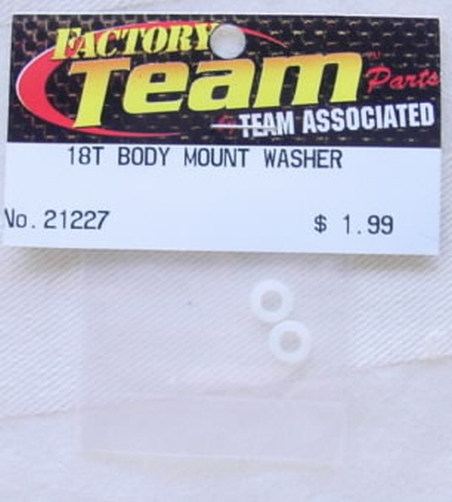 FACTORY
Team Parts
TEAM ASSOCIATED
18T BODY MOUNT WASHER
No. 21227 $ 1.99